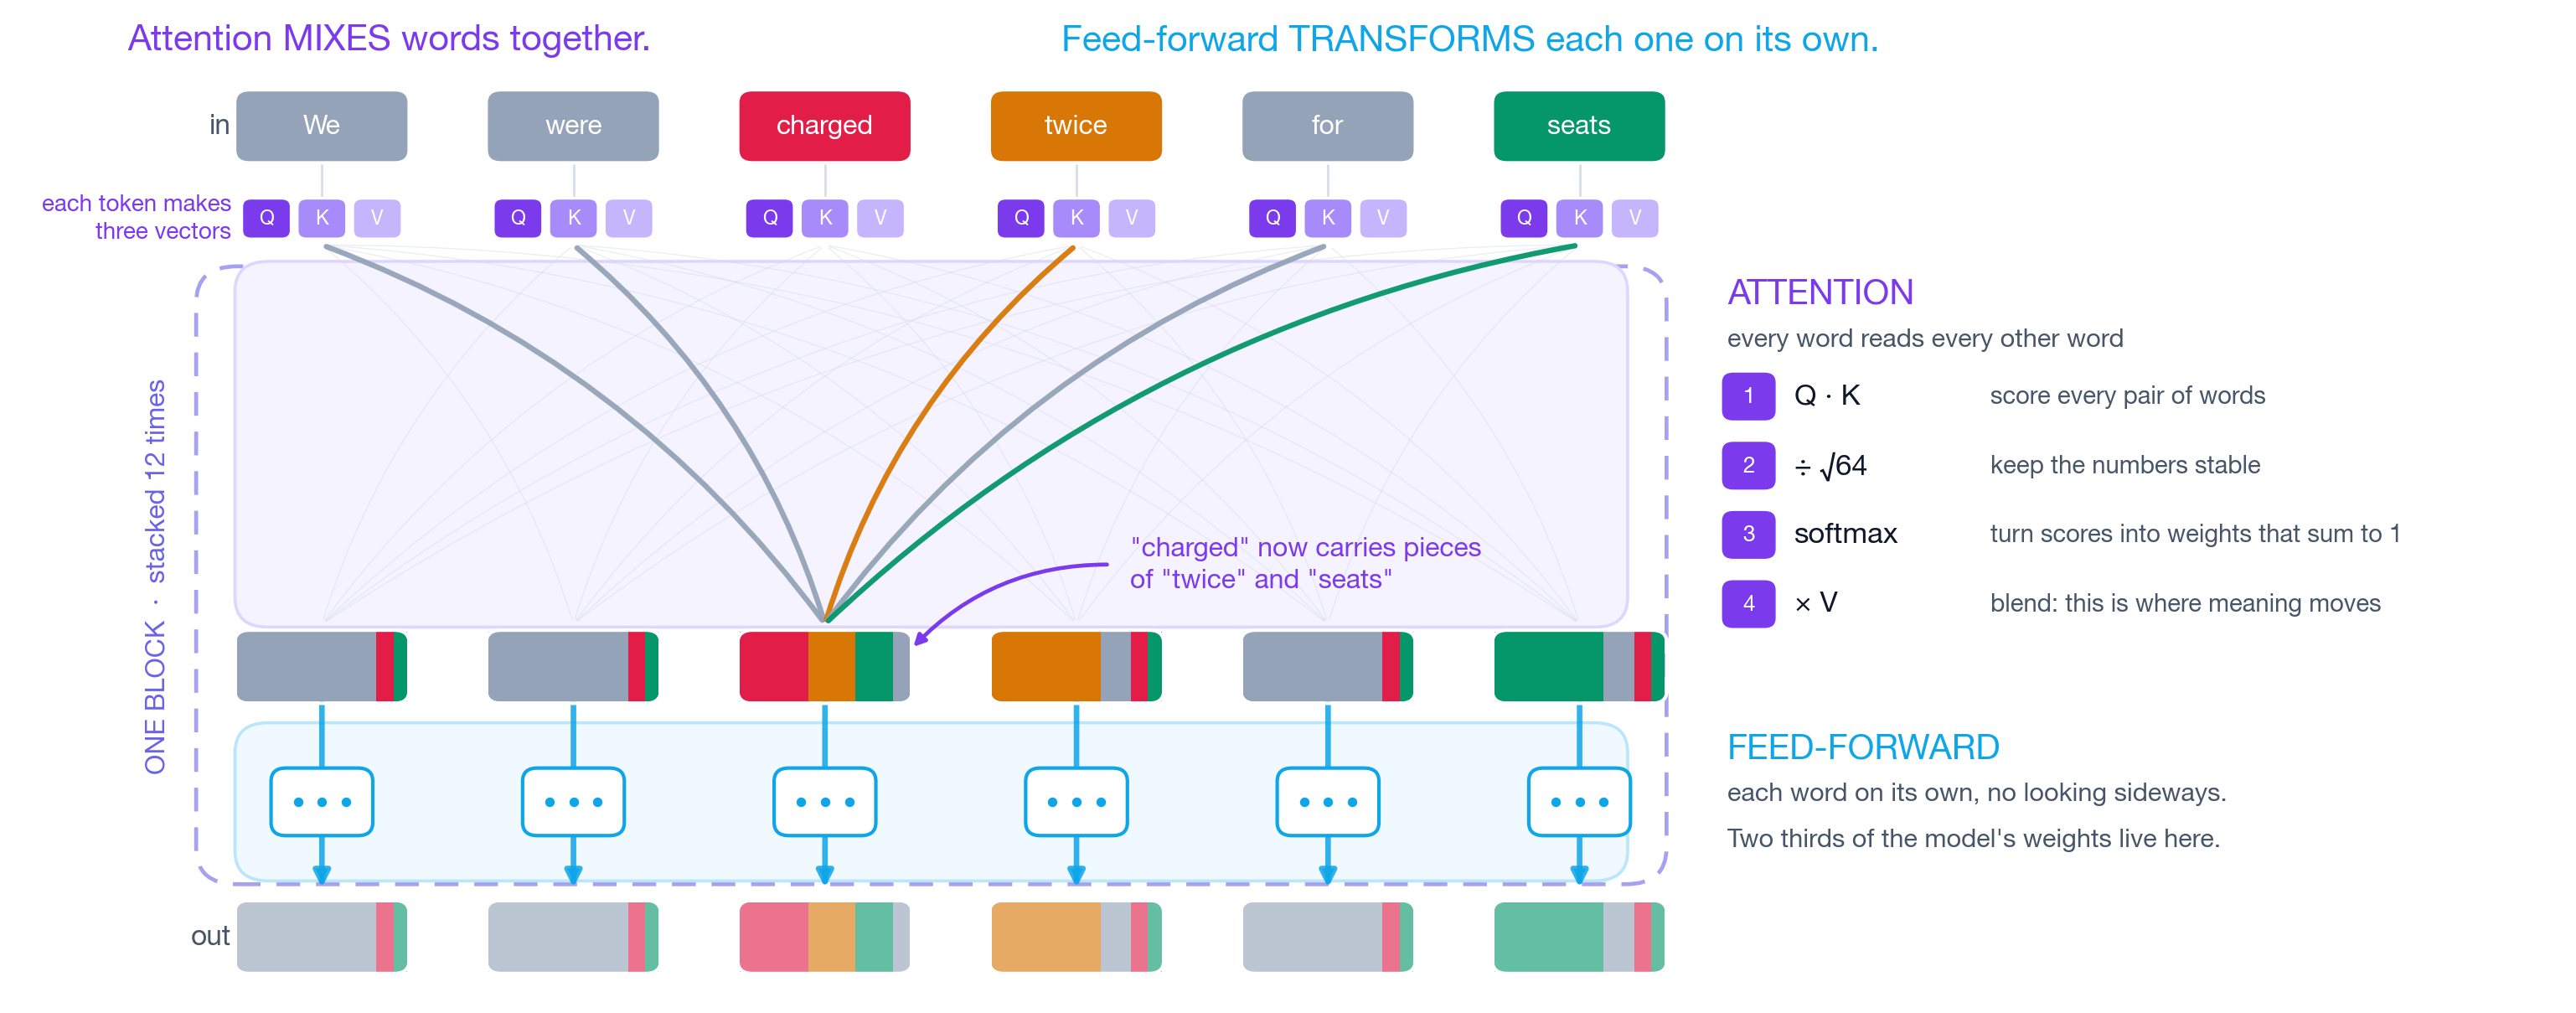 Attention MIXES words together.
Feed-forward TRANSFORMS each one on its own.
in
We
were
charged
twice
for
seats
each token makes
three vectors
Q K V
Q K V
Q K V
Q K V
Q K V
Q K V
ONE BLOCK · stacked 12 times
"charged" now carries pieces
of "twice" and "seats"
ATTENTION
every word reads every other word
1 Q · K score every pair of words
2 ÷ √64 keep the numbers stable
3 softmax turn scores into weights that sum to 1
4 × V blend: this is where meaning moves
FEED-FORWARD
each word on its own, no looking sideways.
Two thirds of the model's weights live here.
out